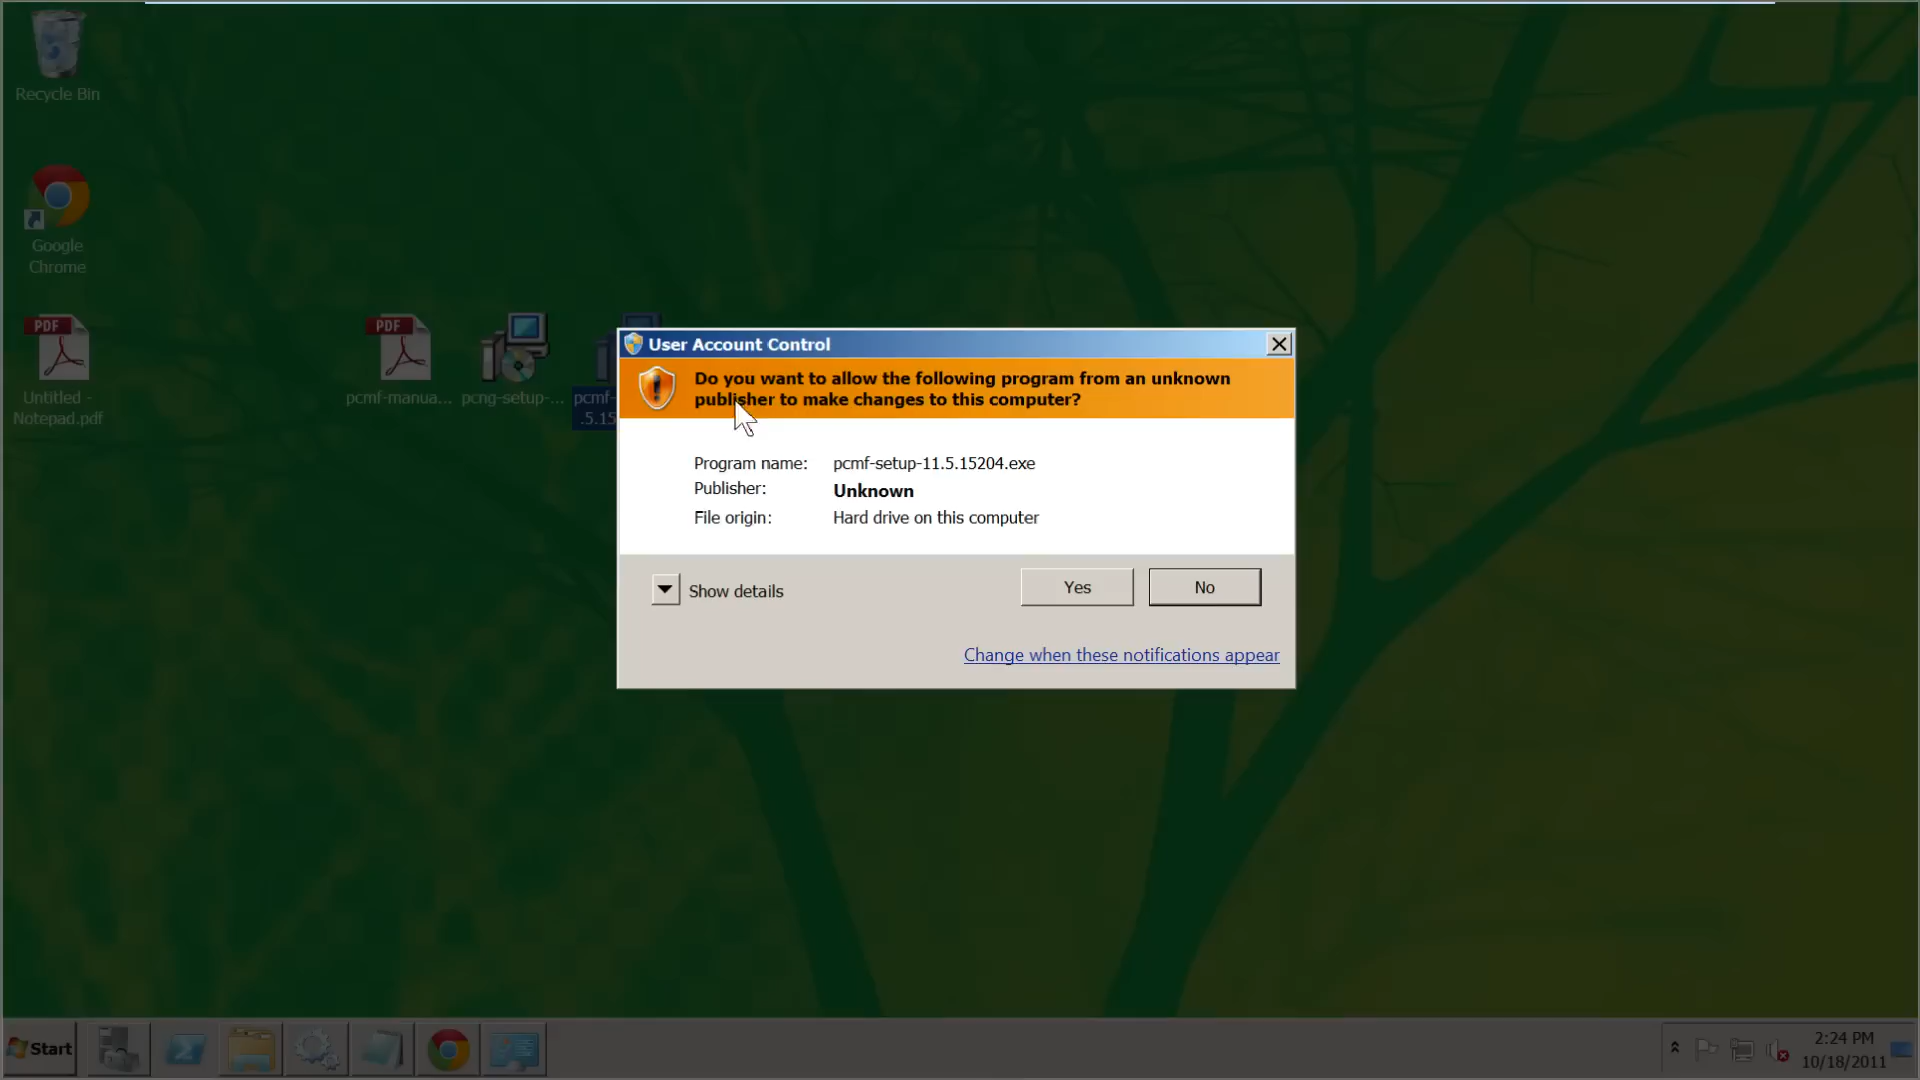 Recycle Bin
Google
Chrome
PDF
Untitled -
Notepad.pdf
PDF
pcmf-manua...
pcng-setup-...
pcmf-
.5.15
User Account Control
Do you want to allow the following program from an unknown
publisher to make changes to this computer?
Program name: pcmf-setup-11.5.15204.exe
Publisher: Unknown
File origin: Hard drive on this computer
Show details
Yes
No
Change when these notifications appear
Start
2:24 PM
10/18/2011